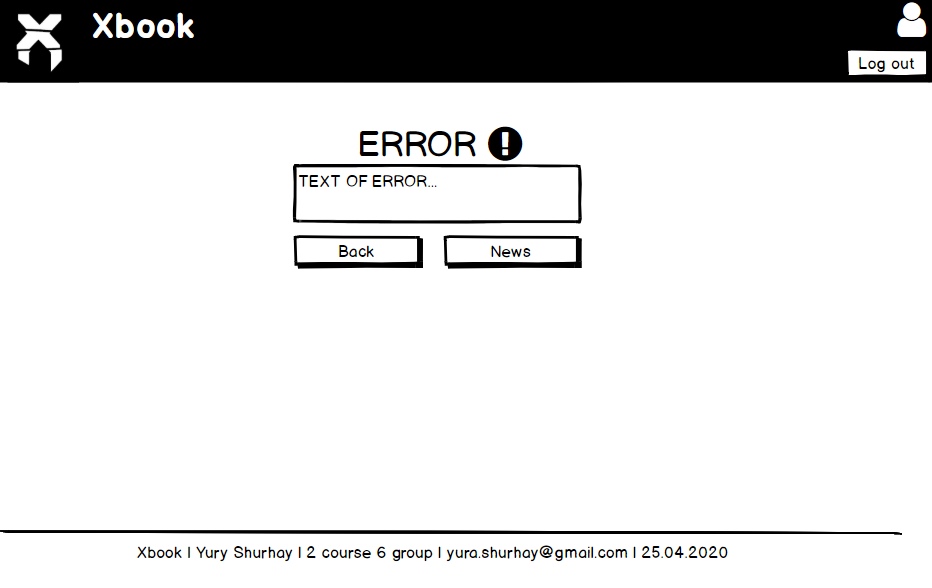 Xbook
Log out
ERROR !
TEXT OF ERROR...
Back
News
Xbook | Yury Shurhay | 2 course 6 group | yura.shurhay@gmail.com | 25.04.2020